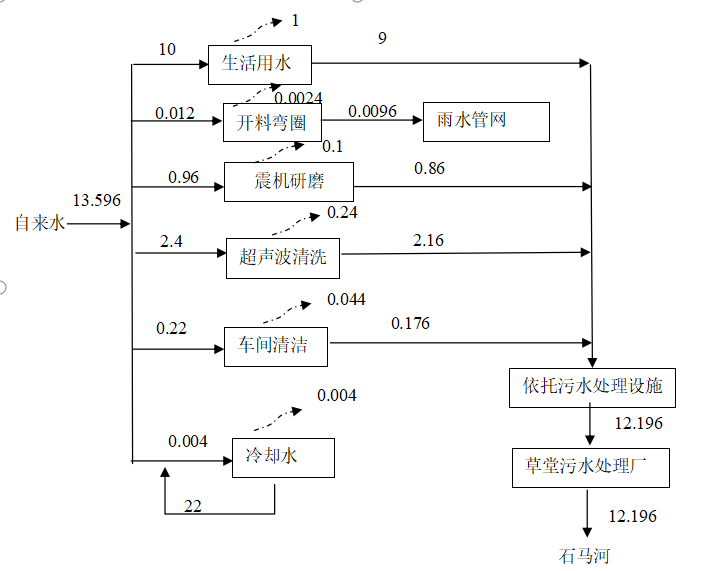 1
10
生活用水
9
0.0024
0.012
开料弯圈
0.0096
雨水管网
0.1
0.96
震机研磨
0.86
13.596
自来水
0.24
2.4
超声波清洗
2.16
0.044
0.22
车间清洁
0.176
依托污水处理设施
0.004
12.196
0.004
冷却水
草堂污水处理厂
22
12.196
石马河